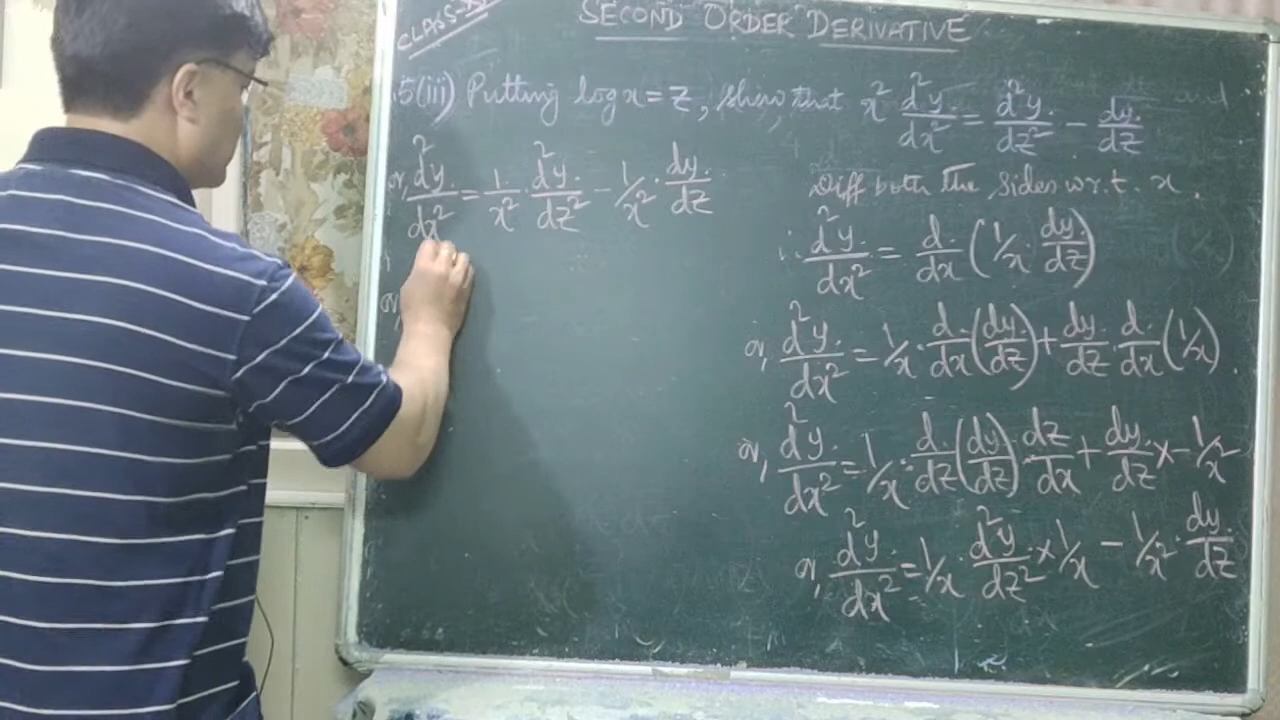 SECOND ORDER DERIVATIVE
5(iii) Putting log x = z, show that x² d²y/dx² = d²y/dz² - dy/dz
Diff both the sides w.r.t. x.
∴ d²y/dx² = d/dx (1/x · dy/dz)
or, d²y/dx² = 1/x · d/dx (dy/dz) + dy/dz · d/dx (1/x)
or, d²y/dx² = 1/x · d/dz (dy/dz) · dz/dx + dy/dz × - 1/x²
or, d²y/dx² = 1/x · d²y/dz² × 1/x - 1/x² · dy/dz
or, d²y/dx² = 1/x² · d²y/dz² - 1/x² · dy/dz
or,